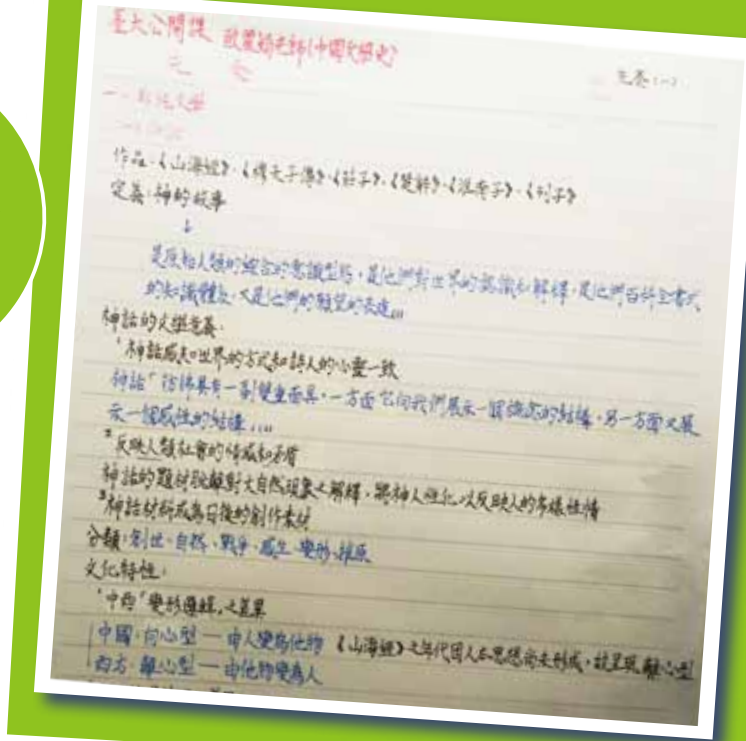 臺大公開課 歐麗娟老師(中國文學史)
先秦(一)
先秦
一、神話文學
作品:《山海經》、《穆天子傳》、《莊子》、《楚辭》、《淮南子》、《列子》
定義:神的故事
↓
是原始人類的綜合的意識型態,是他們對世界的認識和解釋,是他們百科全書式
的知識體系,又是他們的願望的表達...
神話的文學意義:
1神話感知世界的方式和詩人的心靈一致
神話「彷彿具有一副雙重面具,一方面它向我們展示一個概念的結構,另一方面又展
示一個感性的結構....
2反映人類社會的情感和矛盾
神話的題材脫離對大自然現象之解釋,將神人性化,以反映人的多樣性情
3神話材料成為日後的創作素材
分類:創世、自然、戰爭、感生、變形、推原
文化特性:
1中西「變形邏輯」之差異
中國:向心型—由人變為他物 《山海經》之年代因人本思想尚未形成,故呈現離心型
西方:離心型—由他物變為人